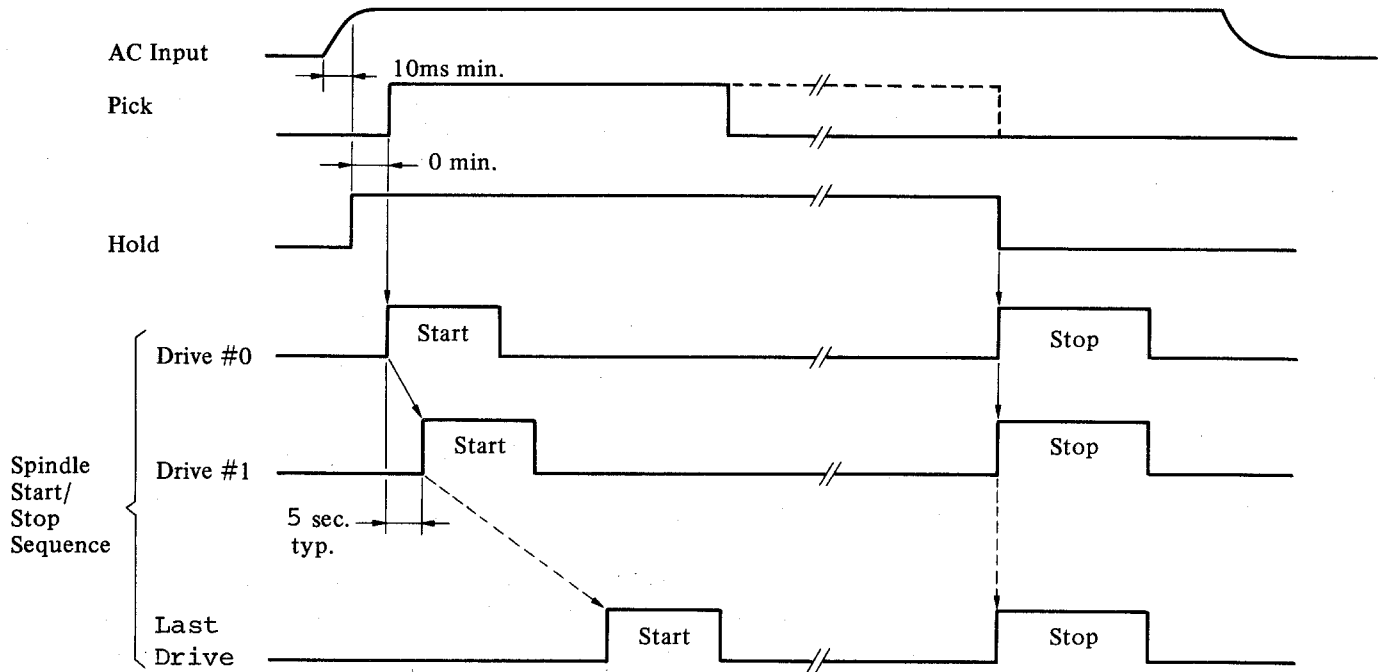 AC Input
10ms min.
Pick
0 min.
Hold
Start
Stop
Drive #0
Start
Stop
Drive #1
Spindle
Start/
Stop
Sequence
5 sec.
typ.
Last
Drive
Start
Stop